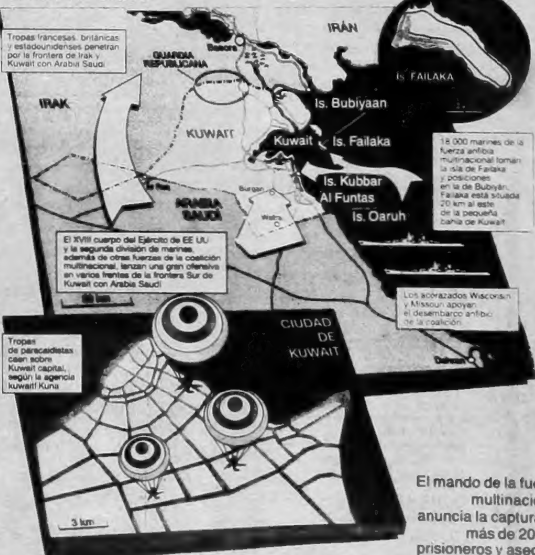 Tropas francesas, británicas
y estadounidenses penetran
por la frontera de Irak y
Kuwait con Arabia Saudí
Basora
IRÁN
GUARDIA
REPUBLICANA
Is. FAILAKA
IRAK
Is. Bubiyaan
KUWAIT
Kuwait
Is. Failaka
18.000 marines de la
fuerza anfibia
multinacional toman
la isla de Failaka
y posiciones
en la de Bubiyán.
Failaka está situada
20 km al este
de la pequeña
bahía de Kuwait
Is. Kubbar
Burgan
Al Funtas
ARABIA
SAUDÍ
Wafra
Is. Oaruh
El XVIII cuerpo del Ejército de EE UU
y la segunda división de marines,
además de otras fuerzas de la coalición
multinacional, lanzan una gran ofensiva
en varios frentes de la frontera Sur de
Kuwait con Arabia Saudí
km
Los acorazados Wisconsin
y Missouri apoyan
el desembarco anfibio
de la coalición
Dahran
Tropas
de paracaidistas
caen sobre
Kuwait capital,
según la agencia
kuwaití Kuna
CIUDAD
DE
KUWAIT
3 km
El mando de la fue
multinacio
anuncia la captura
más de 20
prisioneros y aseg